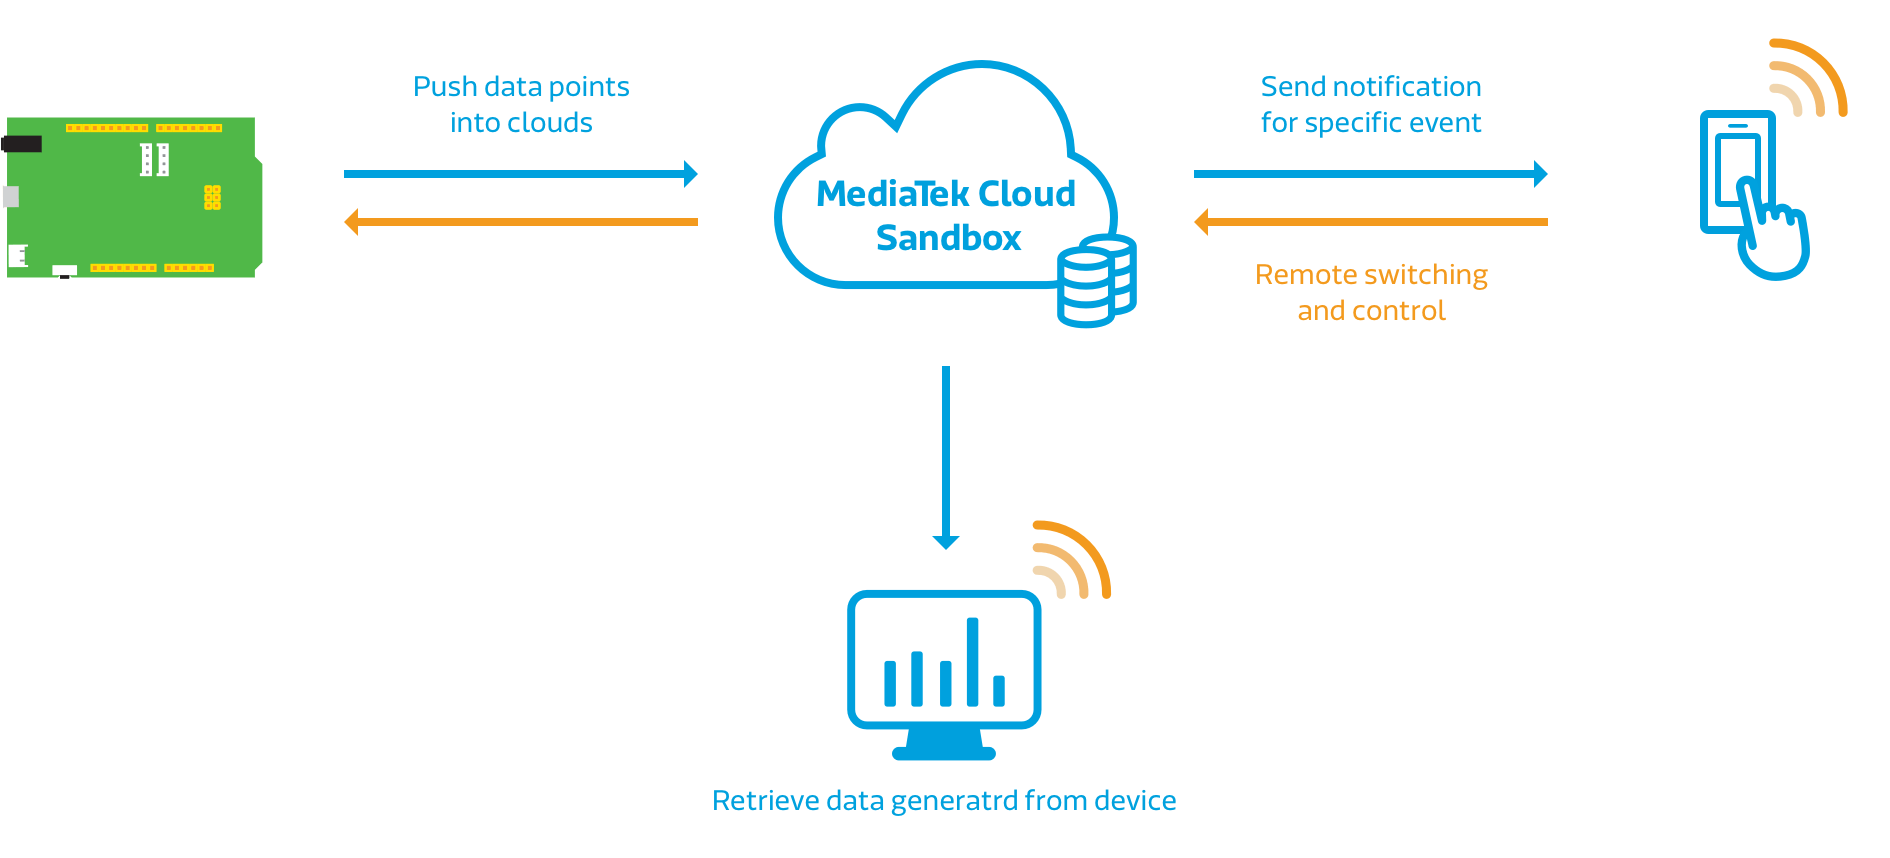 Push data points
into clouds
MediaTek Cloud
Sandbox
Send notification
for specific event
Remote switching
and control
Retrieve data generatrd from device